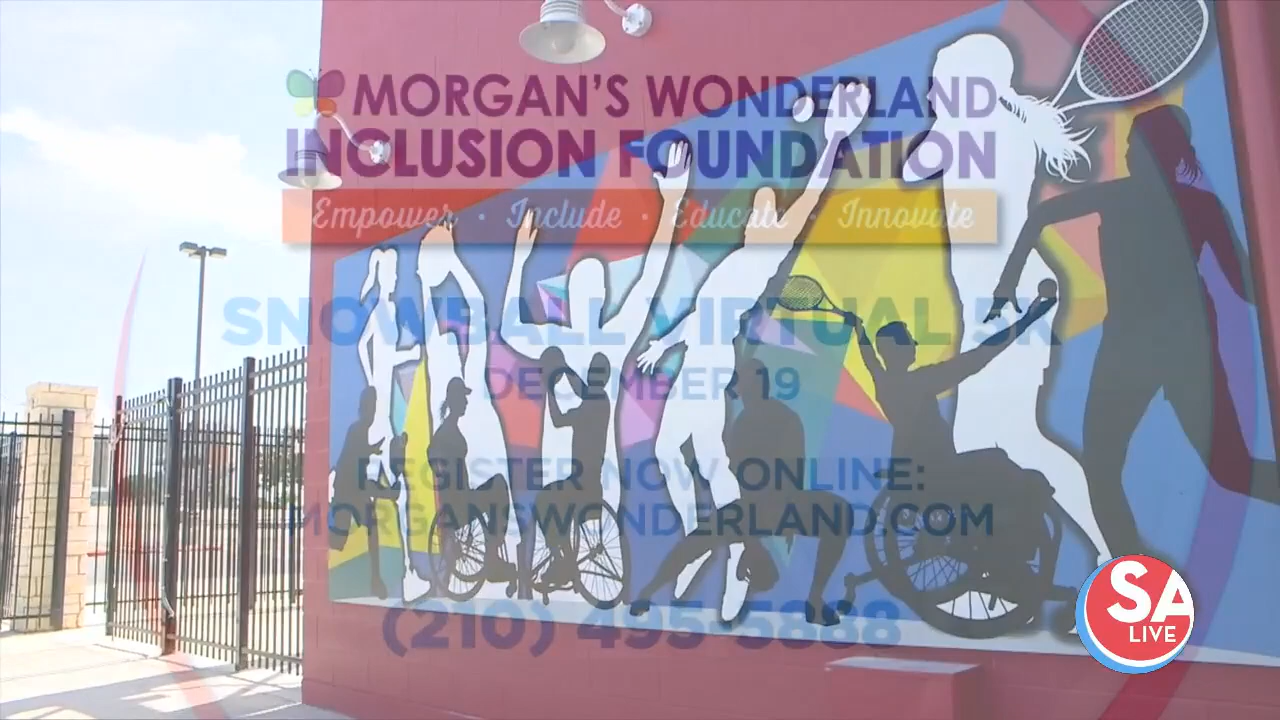 MORGAN'S WONDERLAND
INCLUSION FOUNDATION
Empower · Include · Educate · Innovate
SNOWBALL VIRTUAL 5K
DECEMBER 19
REGISTER NOW ONLINE:
MORGANSWONDERLAND.COM
(210) 495-5888
SA
LIVE